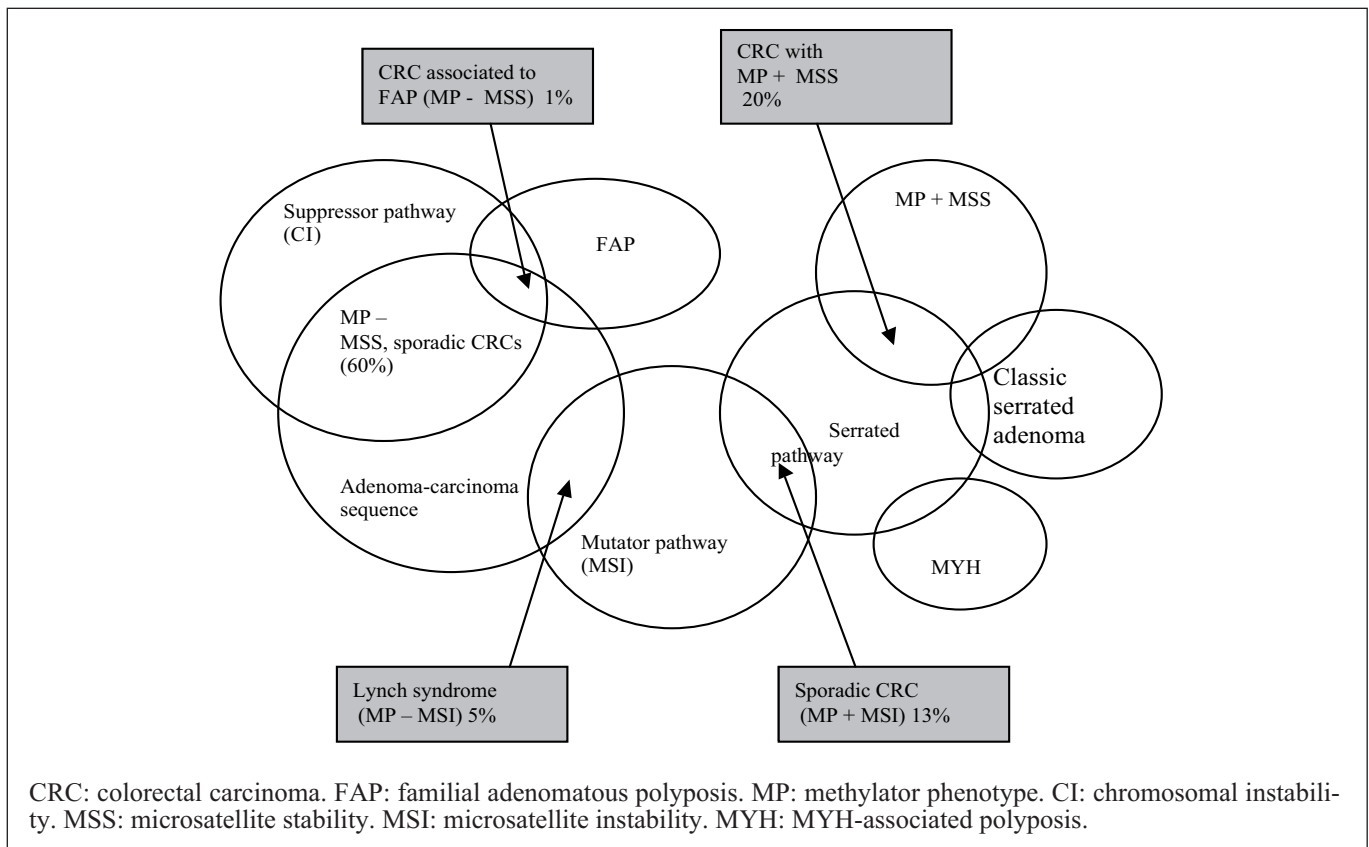 CRC associated to
FAP (MP - MSS) 1%
CRC with
MP + MSS
20%
Suppressor pathway
(CI)
FAP
MP + MSS
MP –
MSS, sporadic CRCs
(60%)
Classic
serrated
adenoma
Serrated
pathway
Adenoma-carcinoma
sequence
Mutator pathway
(MSI)
MYH
Lynch syndrome
(MP – MSI) 5%
Sporadic CRC
(MP + MSI) 13%
CRC: colorectal carcinoma. FAP: familial adenomatous polyposis. MP: methylator phenotype. CI: chromosomal instabili-
ty. MSS: microsatellite stability. MSI: microsatellite instability. MYH: MYH-associated polyposis.